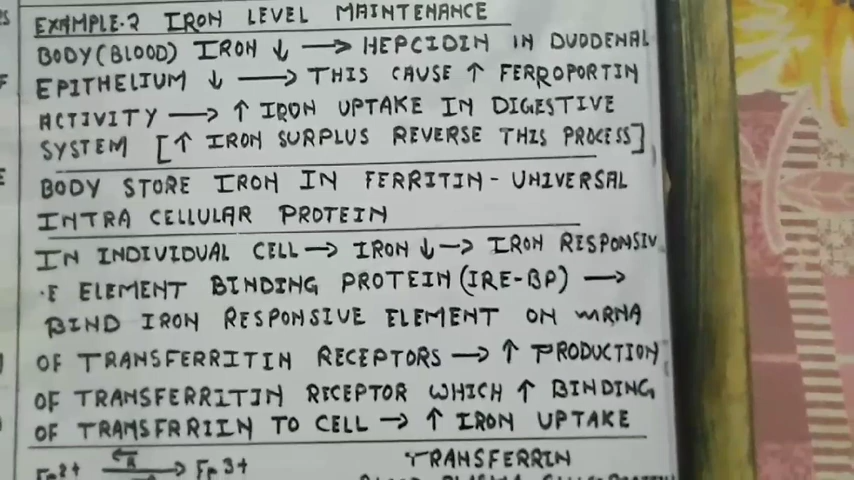 EXAMPLE-2 IRON LEVEL MAINTENANCE
BODY(BLOOD) IRON ↓ → HEPCIDIN IN DUODENAL
EPITHELIUM ↓ → THIS CAUSE ↑ FERROPORTIN
ACTIVITY → ↑ IRON UPTAKE IN DIGESTIVE
SYSTEM [↑ IRON SURPLUS REVERSE THIS PROCESS]
BODY STORE IRON IN FERRITIN - UNIVERSAL
INTRA CELLULAR PROTEIN
IN INDIVIDUAL CELL → IRON ↓ → IRON RESPONSIV
E ELEMENT BINDING PROTEIN (IRE-BP) →
BIND IRON RESPONSIVE ELEMENT ON mRNA
OF TRANSFERRITIN RECEPTORS → ↑ PRODUCTION
OF TRANSFERRITIN RECEPTOR WHICH ↑ BINDING
OF TRANSFRRIIN TO CELL → ↑ IRON UPTAKE
Fe2+ ⇄ Fe3+ TRANSFERRIN